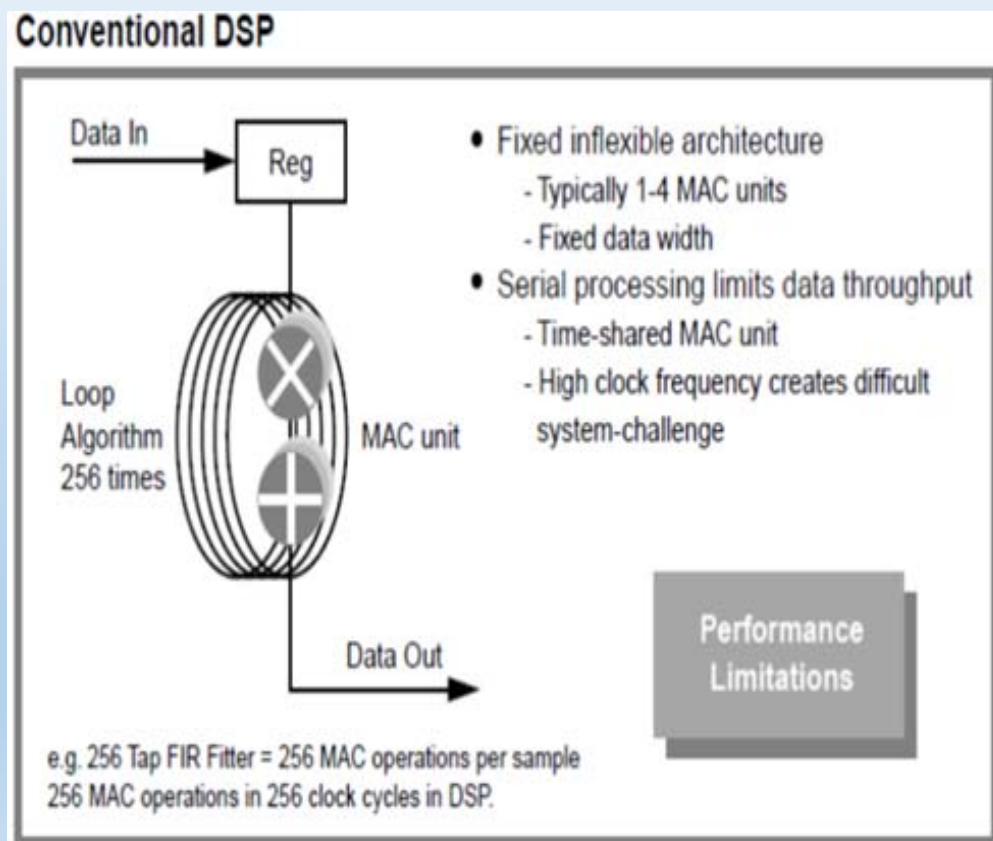 Conventional DSP
Data In
Reg
Loop
Algorithm
256 times
MAC unit
Data Out
• Fixed inflexible architecture
- Typically 1-4 MAC units
- Fixed data width
• Serial processing limits data throughput
- Time-shared MAC unit
- High clock frequency creates difficult
system-challenge
Performance
Limitations
e.g. 256 Tap FIR Fitter = 256 MAC operations per sample
256 MAC operations in 256 clock cycles in DSP.